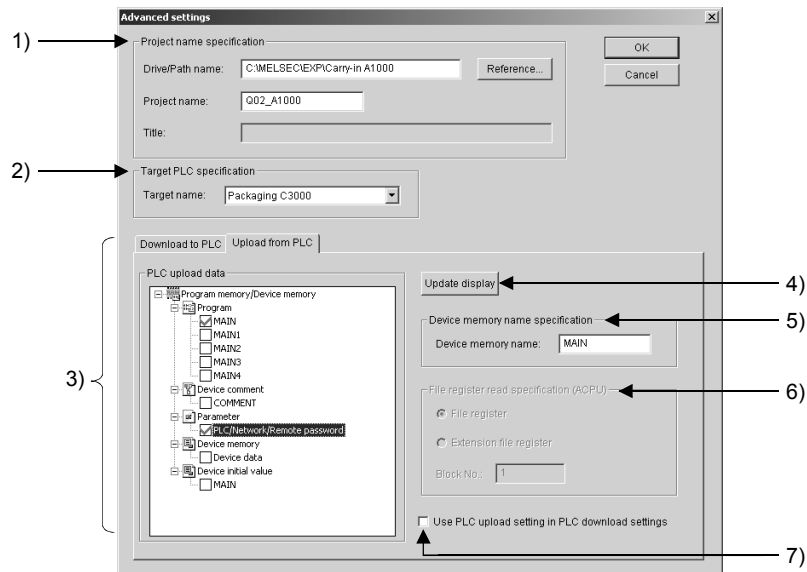 Advanced settings
1)
Project name specification
Drive/Path name: C:\MELSEC\EXP\Carry-in A1000 Reference...
Project name: Q02_A1000
Title:
OK
Cancel
2)
Target PLC specification
Target name: Packaging C3000
3)
Download to PLC Upload from PLC
PLC upload data
Program memory/Device memory
Program
MAIN
MAIN1
MAIN2
MAIN3
MAIN4
Device comment
COMMENT
Parameter
PLC/Network/Remote password
Device memory
Device data
Device initial value
MAIN
Update display
4)
Device memory name specification
5)
Device memory name: MAIN
File register read specification (ACPU)
6)
File register
Extension file register
Block No.: 1
Use PLC upload setting in PLC download settings
7)